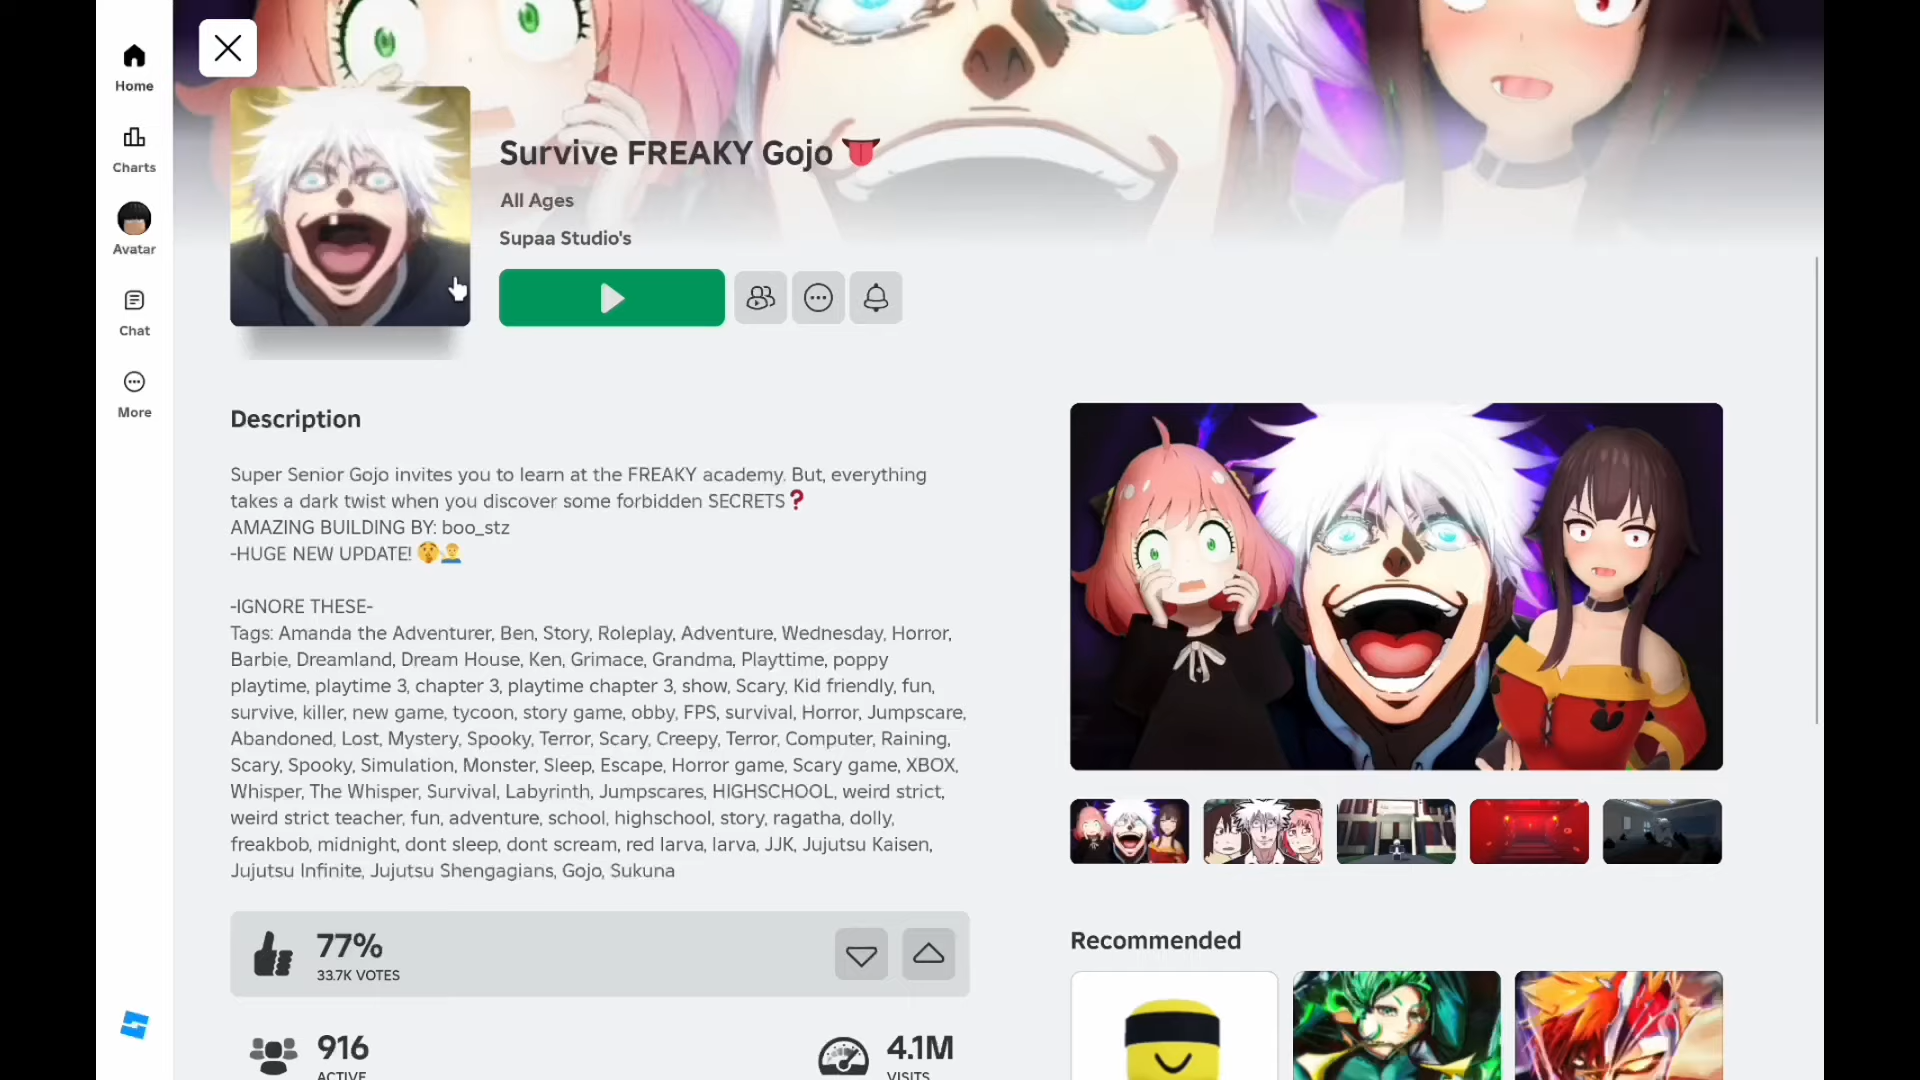 Home
Charts
Avatar
Chat
More
Survive FREAKY Gojo 👅
All Ages
Supaa Studio's
Description
Super Senior Gojo invites you to learn at the FREAKY academy. But, everything
takes a dark twist when you discover some forbidden SECRETS❓
AMAZING BUILDING BY: boo_stz
-HUGE NEW UPDATE! 🤫🙇‍♂️
-IGNORE THESE-
Tags: Amanda the Adventurer, Ben, Story, Roleplay, Adventure, Wednesday, Horror,
Barbie, Dreamland, Dream House, Ken, Grimace, Grandma, Playttime, poppy
playtime, playtime 3, chapter 3, playtime chapter 3, show, Scary, Kid friendly, fun,
survive, killer, new game, tycoon, story game, obby, FPS, survival, Horror, Jumpscare,
Abandoned, Lost, Mystery, Spooky, Terror, Scary, Creepy, Terror, Computer, Raining,
Scary, Spooky, Simulation, Monster, Sleep, Escape, Horror game, Scary game, XBOX,
Whisper, The Whisper, Survival, Labyrinth, Jumpscares, HIGHSCHOOL, weird strict,
weird strict teacher, fun, adventure, school, highschool, story, ragatha, dolly,
freakbob, midnight, dont sleep, dont scream, red larva, larva, JJK, Jujutsu Kaisen,
Jujutsu Infinite, Jujutsu Shengagians, Gojo, Sukuna
77%
33.7K VOTES
916
ACTIVE
4.1M
VISITS
Recommended